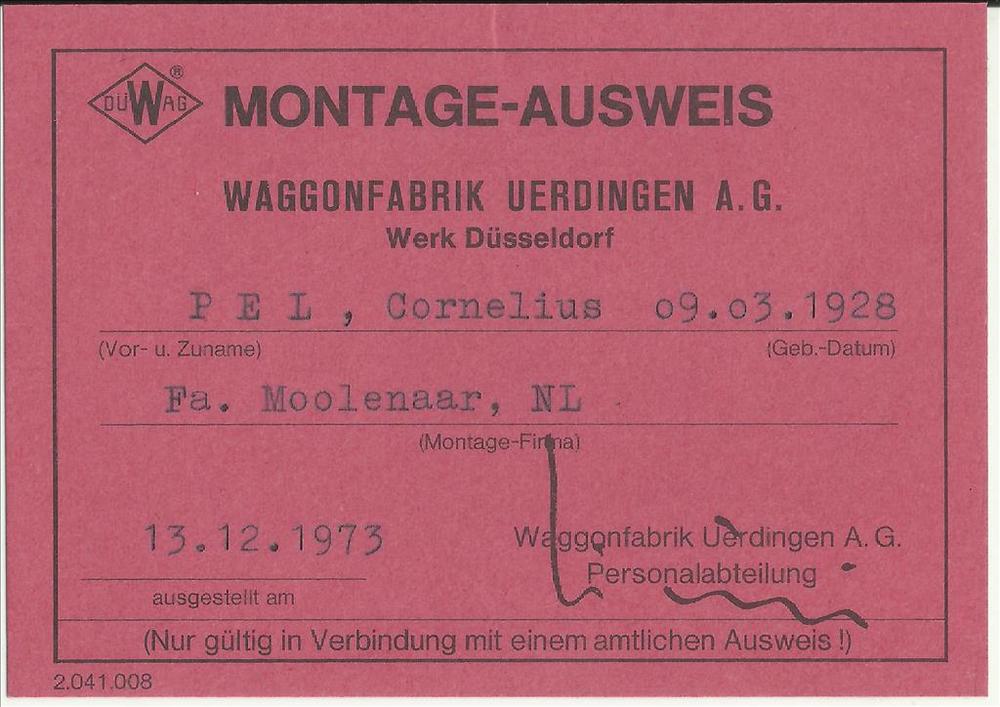 DÜWAG® MONTAGE-AUSWEIS
WAGGONFABRIK UERDINGEN A.G.
Werk Düsseldorf
P E L , Cornelius o9.o3.1928
(Vor- u. Zuname) (Geb.-Datum)
Fa. Moolenaar, NL
(Montage-Firma)
13.12.1973
Waggonfabrik Uerdingen A.G.
Personalabteilung
ausgestellt am
(Nur gültig in Verbindung mit einem amtlichen Ausweis !)
2.041.008